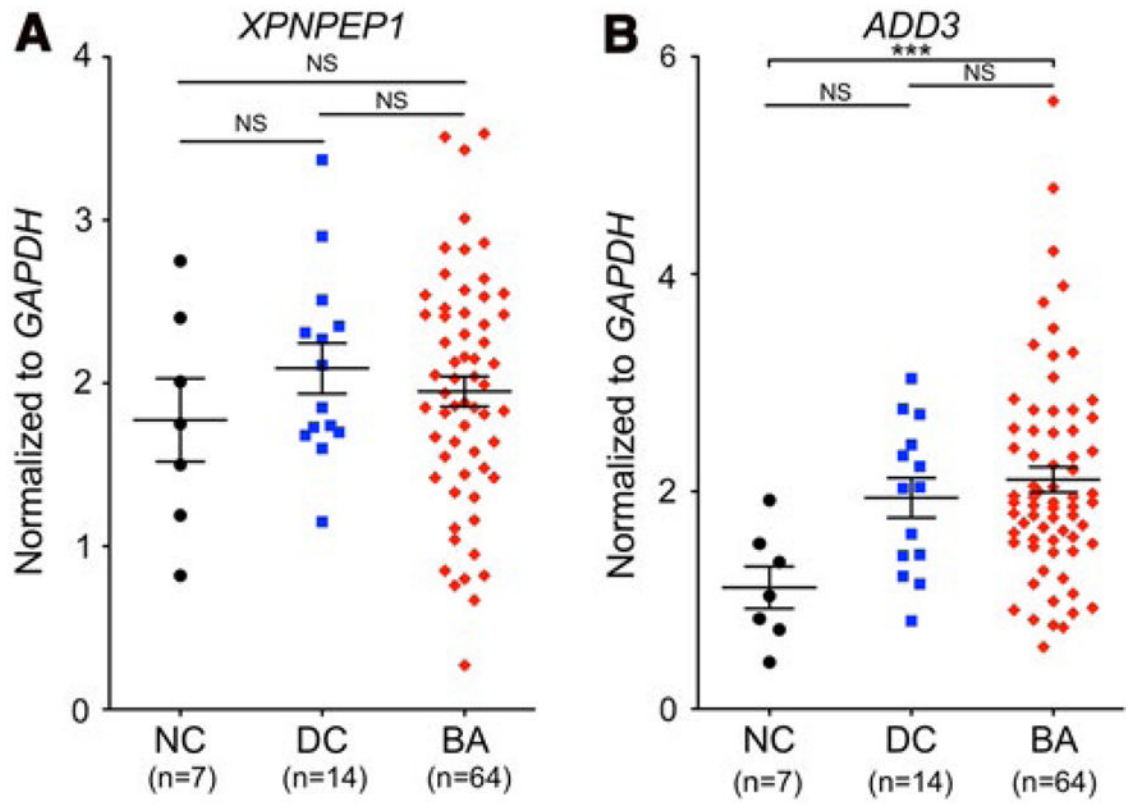 A
XPNPEP1
4
NS
NS
NS
3
2
1
0
Normalized to GAPDH
NC
DC
BA
(n=7)
(n=14)
(n=64)
B
ADD3
6
***
NS
NS
4
2
0
Normalized to GAPDH
NC
DC
BA
(n=7)
(n=14)
(n=64)